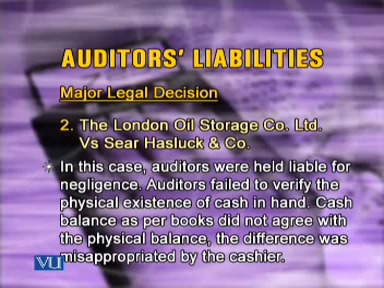 AUDITORS' LIABILITIES
Major Legal Decision
2. The London Oil Storage Co. Ltd.
Vs Sear Hasluck & Co.
In this case, auditors were held liable for
negligence. Auditors failed to verify the
physical existence of cash in hand. Cash
balance as per books did not agree with
the physical balance, the difference was
misappropriated by the cashier.
VU